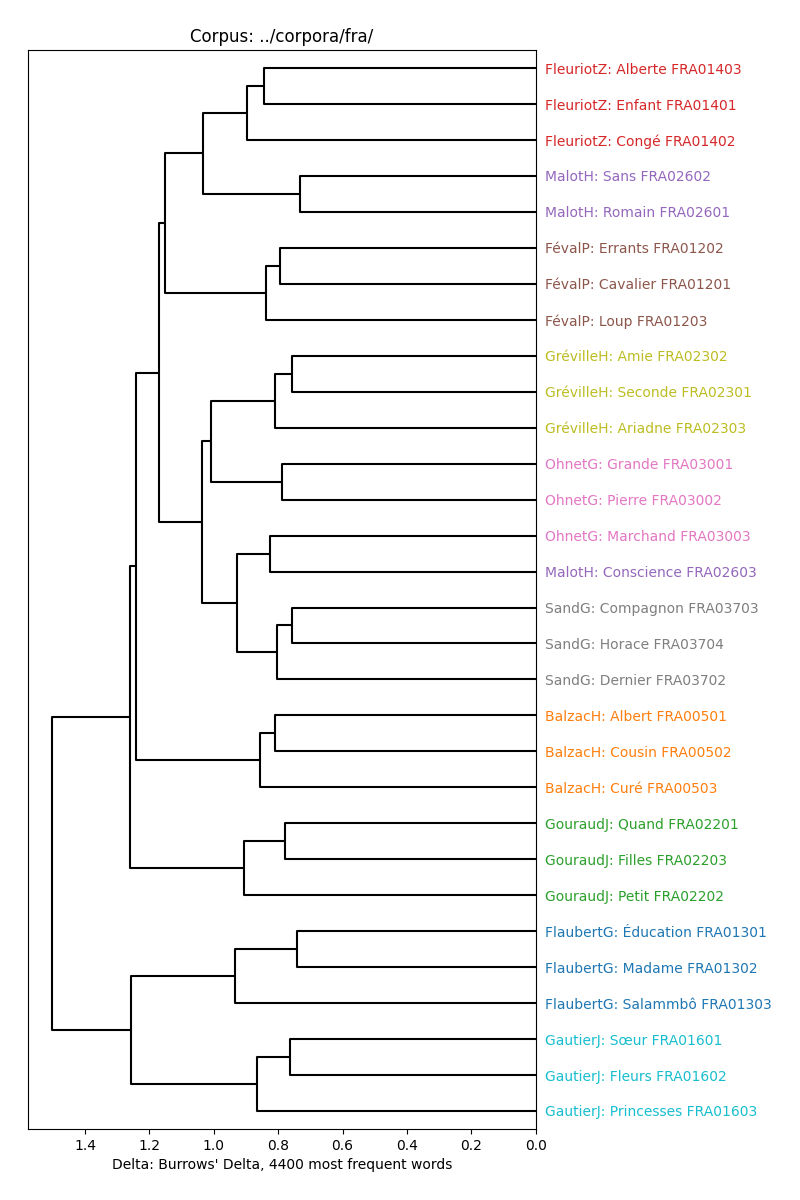 Corpus: ../corpora/fra/
FleuriotZ: Alberte FRA01403
FleuriotZ: Enfant FRA01401
FleuriotZ: Congé FRA01402
MalotH: Sans FRA02602
MalotH: Romain FRA02601
FévalP: Errants FRA01202
FévalP: Cavalier FRA01201
FévalP: Loup FRA01203
GrévilleH: Amie FRA02302
GrévilleH: Seconde FRA02301
GrévilleH: Ariadne FRA02303
OhnetG: Grande FRA03001
OhnetG: Pierre FRA03002
OhnetG: Marchand FRA03003
MalotH: Conscience FRA02603
SandG: Compagnon FRA03703
SandG: Horace FRA03704
SandG: Dernier FRA03702
BalzacH: Albert FRA00501
BalzacH: Cousin FRA00502
BalzacH: Curé FRA00503
GouraudJ: Quand FRA02201
GouraudJ: Filles FRA02203
GouraudJ: Petit FRA02202
FlaubertG: Éducation FRA01301
FlaubertG: Madame FRA01302
FlaubertG: Salammbô FRA01303
GautierJ: Sœur FRA01601
GautierJ: Fleurs FRA01602
GautierJ: Princesses FRA01603
1.4 1.2 1.0 0.8 0.6 0.4 0.2 0.0
Delta: Burrows' Delta, 4400 most frequent words